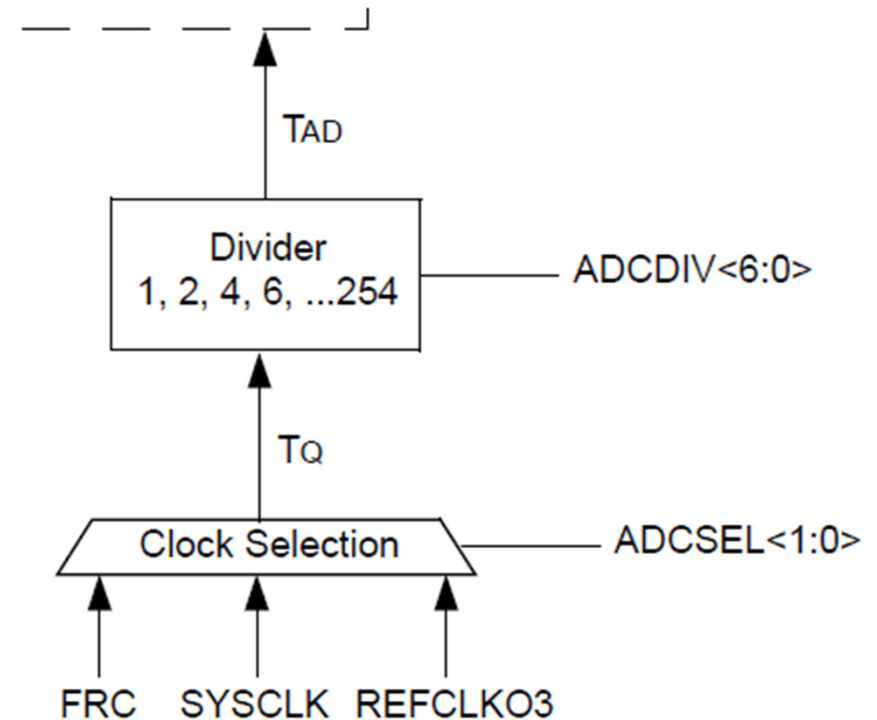 TAD
Divider
1, 2, 4, 6, ...254
ADCDIV<6:0>
TQ
Clock Selection
ADCSEL<1:0>
FRC SYSCLK REFCLKO3